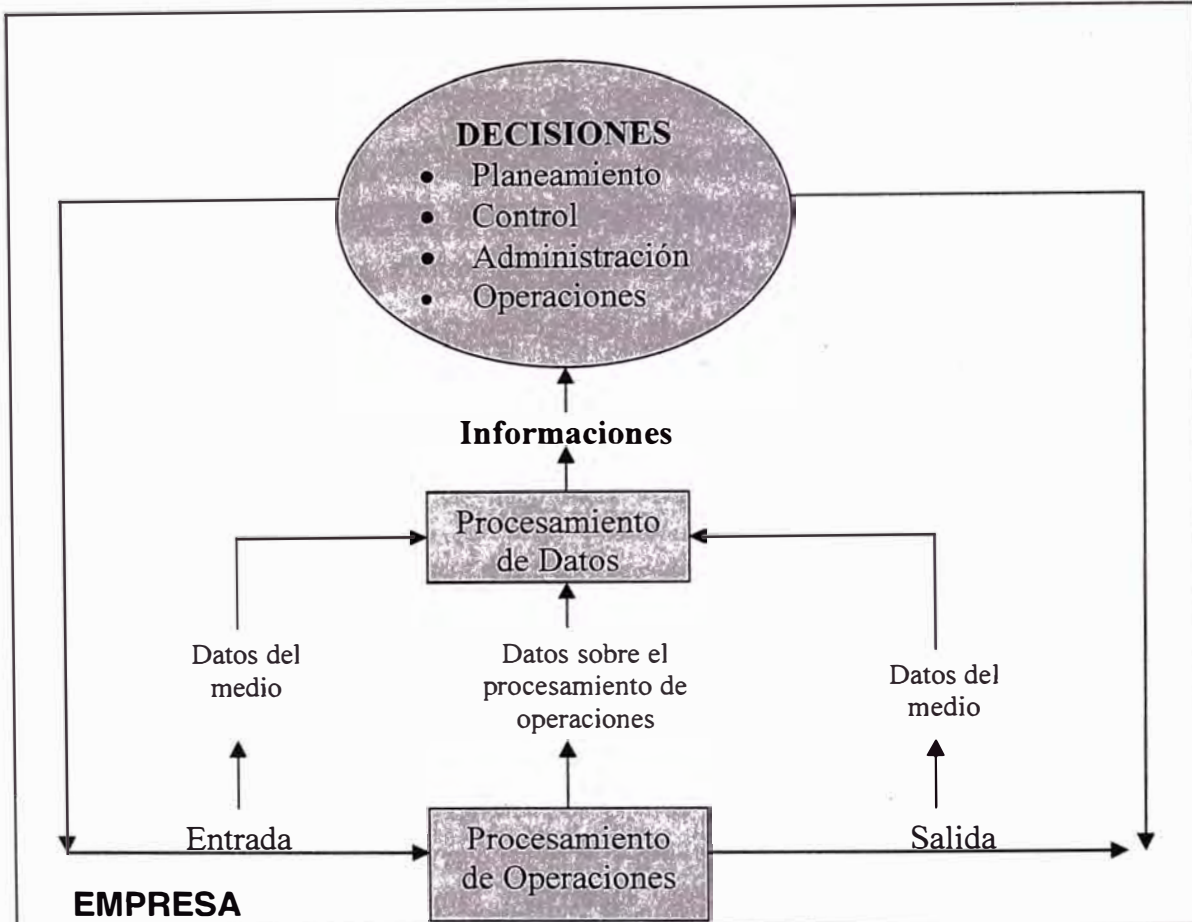 DECISIONES
• Planeamiento
• Control
• Administración
• Operaciones
Informaciones
Procesamiento
de Datos
Datos del
medio
Datos sobre el
procesamiento de
operaciones
Datos del
medio
Entrada
Procesamiento
de Operaciones
Salida
EMPRESA